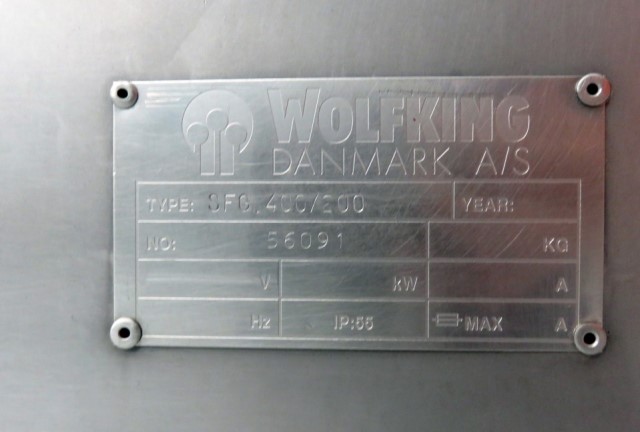 WOLFKING
DANMARK A/S
TYPE: SFG.400/200 YEAR:
NO: 56091 KG
V kW A
Hz IP:55 MAX A